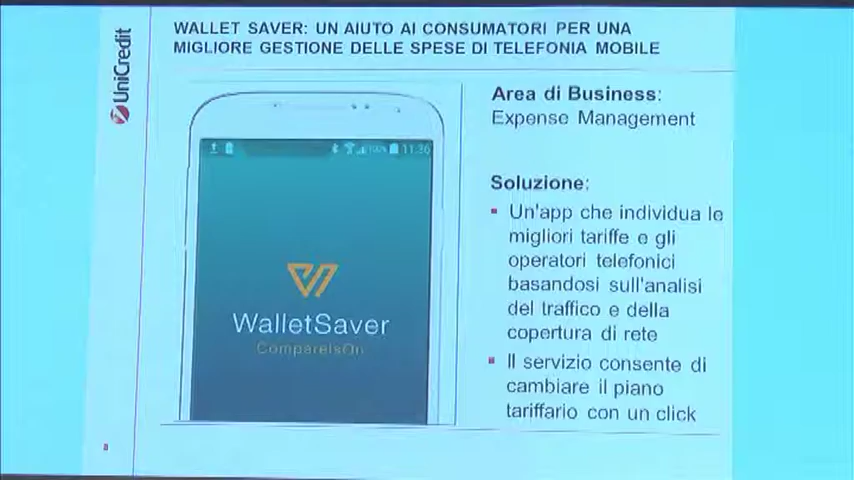 WALLET SAVER: UN AIUTO AI CONSUMATORI PER UNA
MIGLIORE GESTIONE DELLE SPESE DI TELEFONIA MOBILE
UniCredit
Area di Business:
Expense Management
Soluzione:
Un'app che individua le
migliori tariffe e gli
operatori telefonici
basandosi sull'analisi
del traffico e della
copertura di rete
Il servizio consente di
cambiare il piano
tariffario con un click
100% 11:36
WalletSaver
CompareIsOn